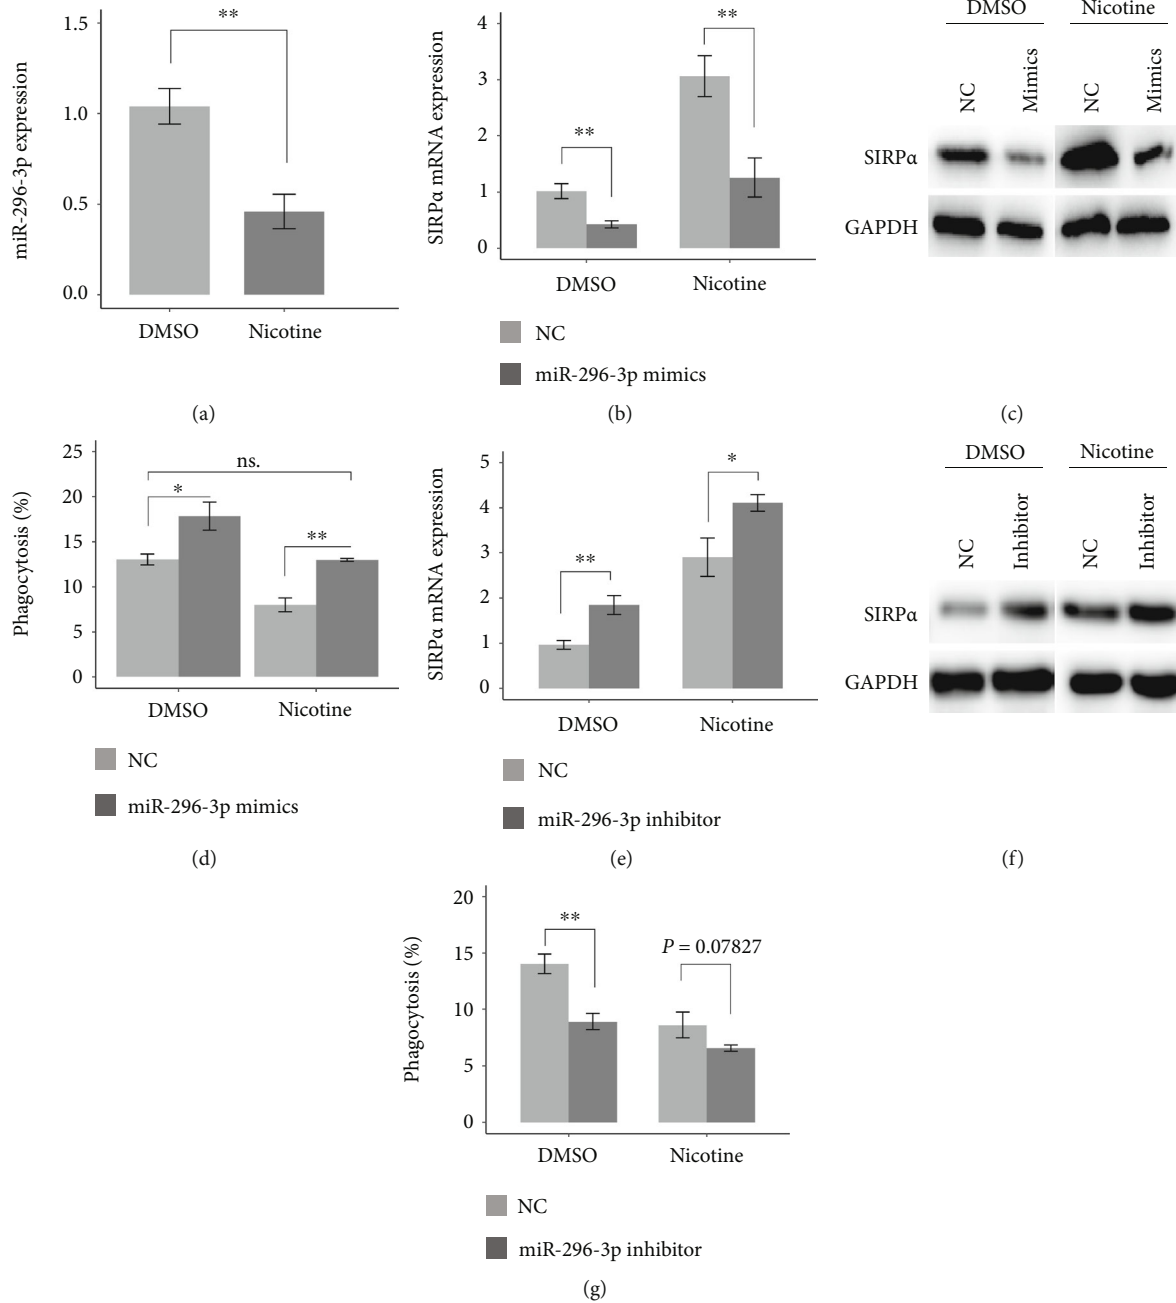 1.5
1.0
0.5
0.0
miR-296-3p expression
**
DMSO
Nicotine
(a)
4
3
2
1
0
SIRPα mRNA expression
**
**
DMSO
Nicotine
NC
miR-296-3p mimics
(b)
DMSO
Nicotine
NC
Mimics
NC
Mimics
SIRPα
GAPDH
(c)
25
20
15
10
5
0
Phagocytosis (%)
ns.
*
**
DMSO
Nicotine
NC
miR-296-3p mimics
(d)
5
4
3
2
1
0
SIRPα mRNA expression
**
*
DMSO
Nicotine
NC
miR-296-3p inhibitor
(e)
DMSO
Nicotine
NC
Inhibitor
NC
Inhibitor
SIRPα
GAPDH
(f)
20
15
10
5
0
Phagocytosis (%)
**
P = 0.07827
DMSO
Nicotine
NC
miR-296-3p inhibitor
(g)